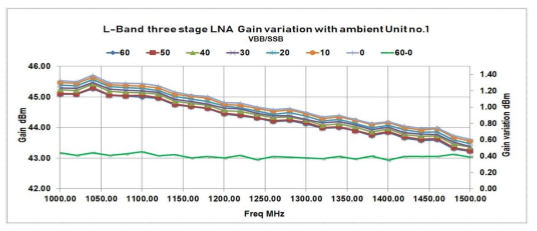 L-Band three stage LNA Gain variation with ambient Unit no.1
VBB/SSB
60 50 40 30 20 10 0 60-0
46.00
45.00
44.00
43.00
42.00
Gain dBm
1.40
1.20
1.00
0.80
0.60
0.40
0.20
0.00
Gain variation dBm
1000.00 1050.00 1100.00 1150.00 1200.00 1250.00 1300.00 1350.00 1400.00 1450.00 1500.00
Freq MHz